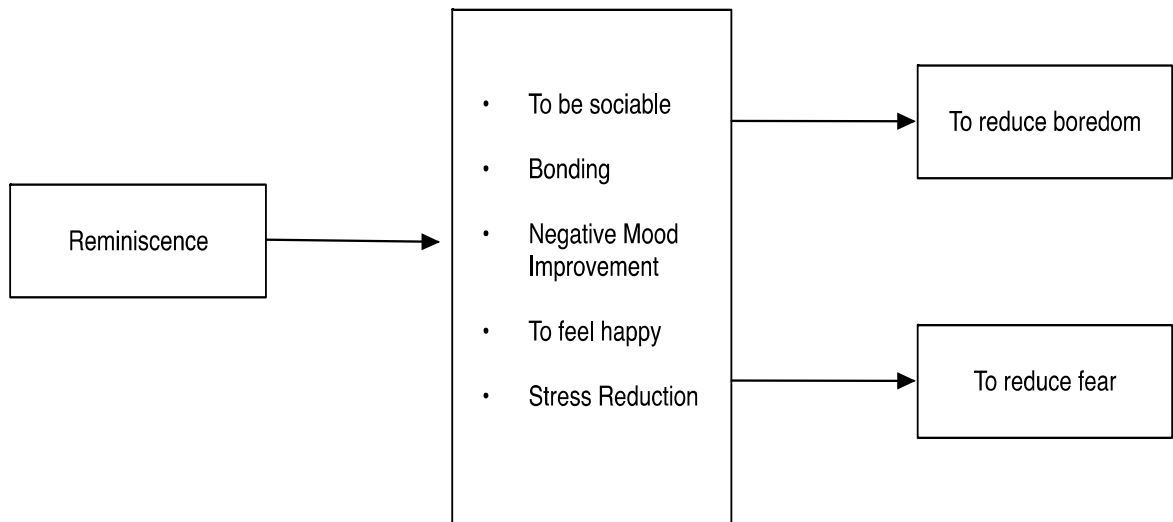 Reminiscence
• To be sociable
• Bonding
• Negative Mood
Improvement
• To feel happy
• Stress Reduction
To reduce boredom
To reduce fear